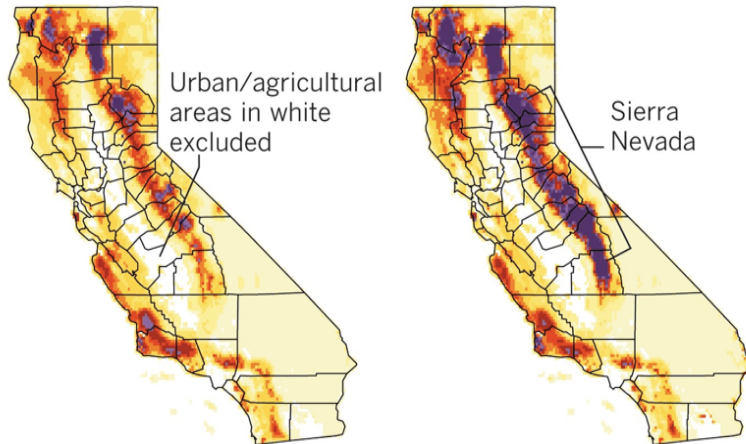 Urban/agricultural
areas in white
excluded
Sierra
Nevada